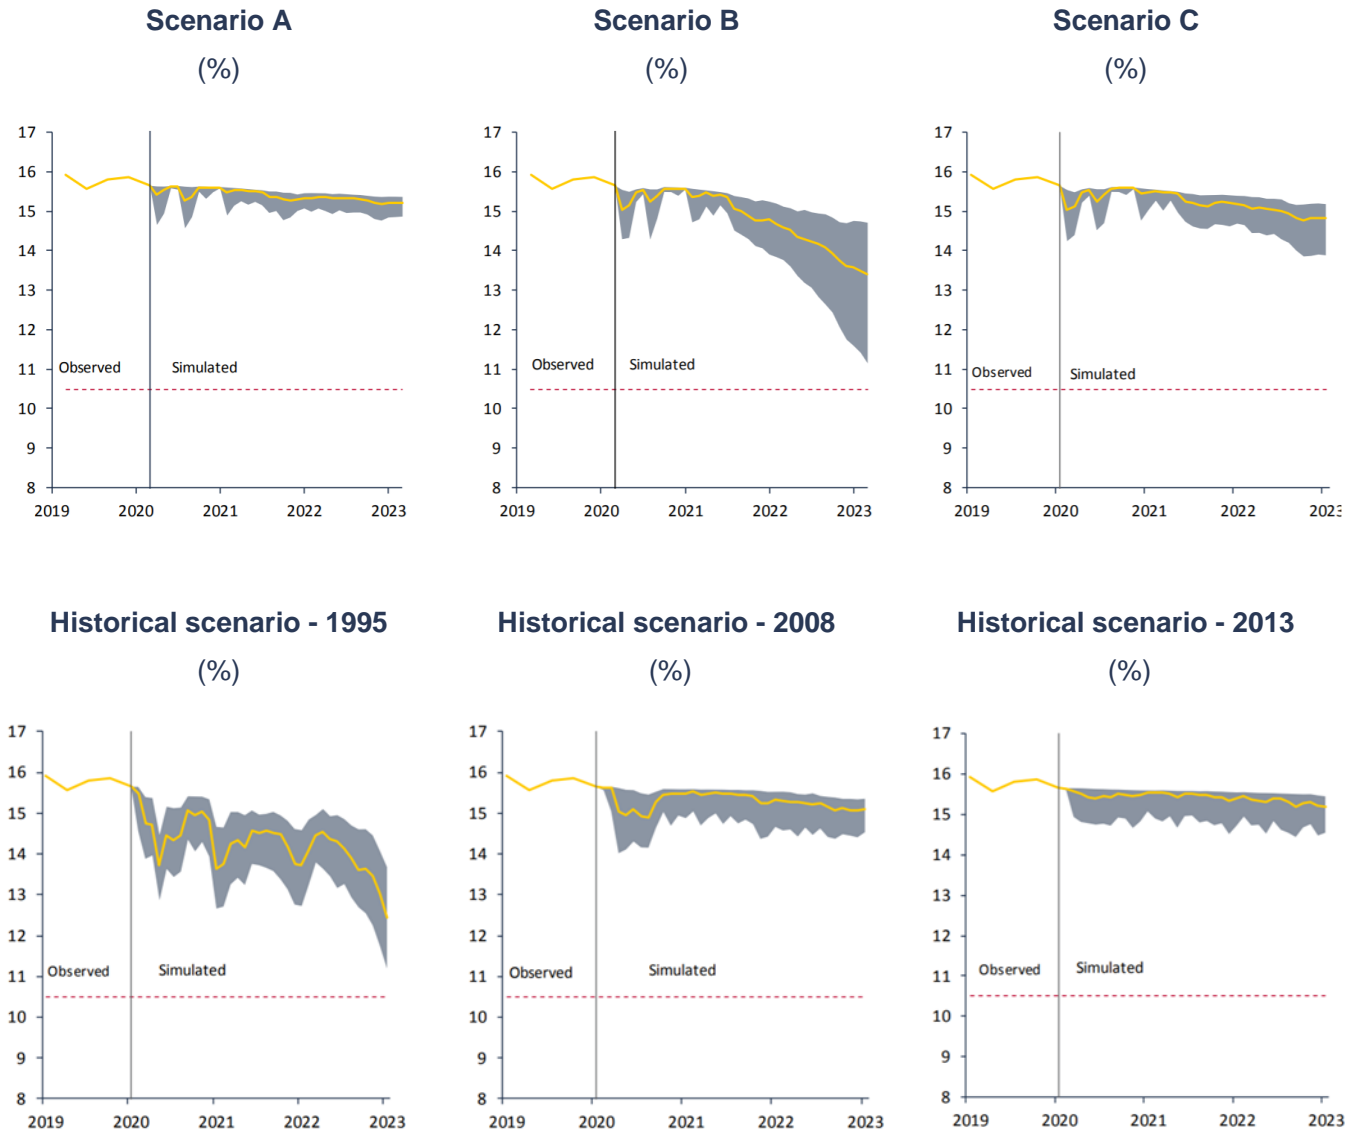 Scenario A
(%)
17
16
15
14
13
12
11
10
9
8
Observed
Simulated
2019 2020 2021 2022 2023
Scenario B
(%)
17
16
15
14
13
12
11
10
9
8
Observed
Simulated
2019 2020 2021 2022 2023
Scenario C
(%)
17
16
15
14
13
12
11
10
9
8
Observed
Simulated
2019 2020 2021 2022 2023
Historical scenario - 1995
(%)
17
16
15
14
13
12
11
10
9
8
Observed
Simulated
2019 2020 2021 2022 2023
Historical scenario - 2008
(%)
17
16
15
14
13
12
11
10
9
8
Observed
Simulated
2019 2020 2021 2022 2023
Historical scenario - 2013
(%)
17
16
15
14
13
12
11
10
9
8
Observed
Simulated
2019 2020 2021 2022 2023